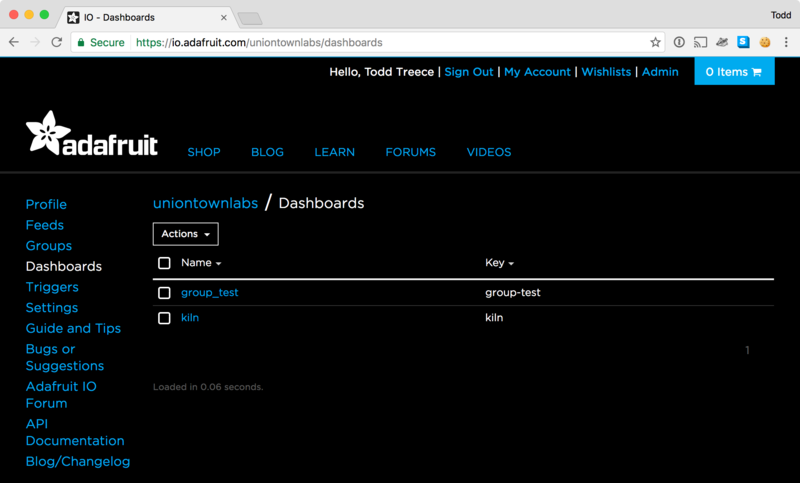 IO - Dashboards
Todd
Secure https://io.adafruit.com/uniontownlabs/dashboards
Hello, Todd Treece | Sign Out | My Account | Wishlists | Admin
0 Items
adafruit
SHOP BLOG LEARN FORUMS VIDEOS
Profile
Feeds
Groups
Dashboards
Triggers
Settings
Guide and Tips
Bugs or
Suggestions
Adafruit IO
Forum
API
Documentation
Blog/Changelog
uniontownlabs / Dashboards
Actions
Name Key
group_test group-test
kiln kiln
1
Loaded in 0.06 seconds.